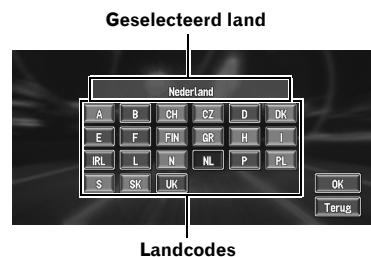 Geselecteerd land
Nederland
A B CH CZ D DK
E F FIN GR H I
IRL L N NL P PL
S SK UK
OK
Terug
Landcodes